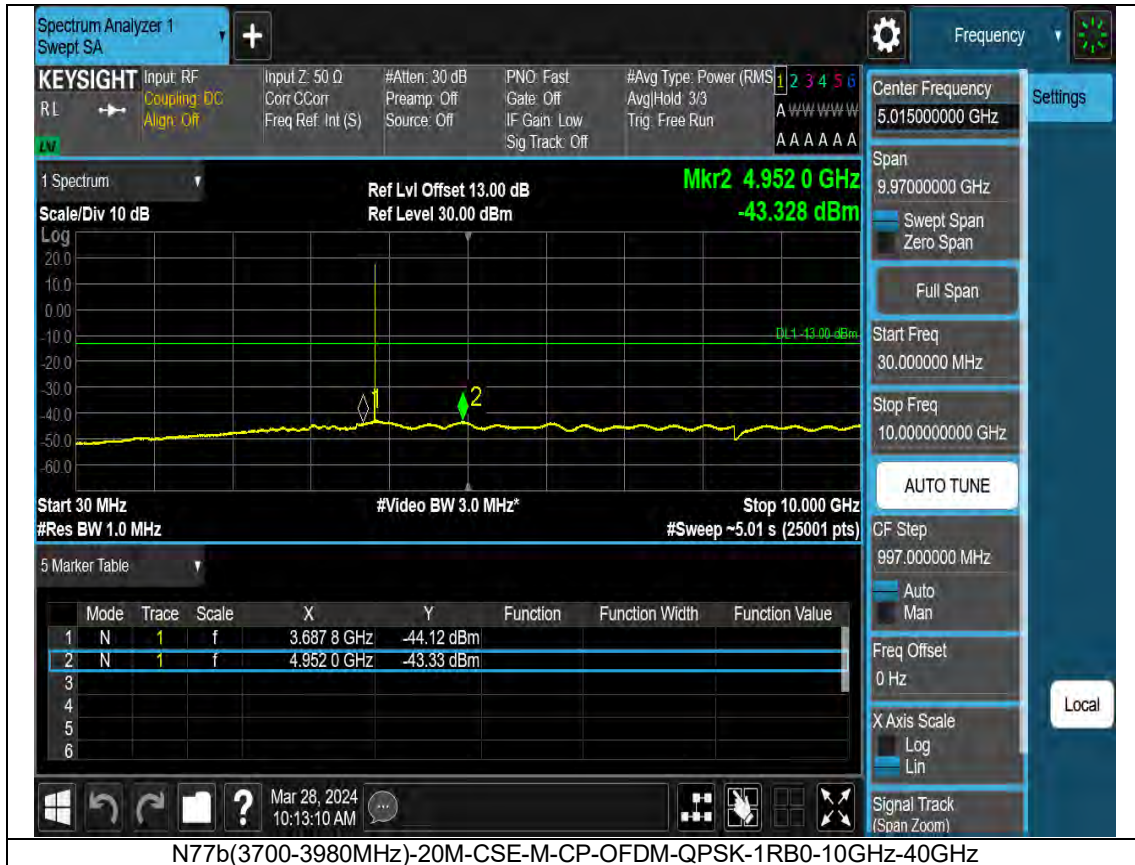 Spectrum Analyzer 1
Swept SA
Frequency
KEYSIGHT
RL
Input: RF
Coupling: DC
Align: Off
Input Z: 50 Ω
Corr CCorr
Freq Ref: Int (S)
#Atten: 30 dB
Preamp: Off
Source: Off
PNO: Fast
Gate: Off
IF Gain: Low
Sig Track: Off
#Avg Type: Power (RMS
Avg|Hold: 3/3
Trig: Free Run
1 2 3 4 5 6
A W W W W W
A A A A A A
1 Spectrum
Scale/Div 10 dB
Ref Lvl Offset 13.00 dB
Ref Level 30.00 dBm
Mkr2 4.952 0 GHz
-43.328 dBm
Log
20.0
10.0
0.00
-10.0
-20.0
-30.0
-40.0
-50.0
-60.0
DL1 -13.00 dBm
1
2
Start 30 MHz
#Video BW 3.0 MHz*
Stop 10.000 GHz
#Res BW 1.0 MHz
#Sweep ~5.01 s (25001 pts)
5 Marker Table
Mode Trace Scale X Y Function Function Width Function Value
1 N 1 f 3.687 8 GHz -44.12 dBm
2 N 1 f 4.952 0 GHz -43.33 dBm
3
4
5
6
Center Frequency
5.015000000 GHz
Settings
Span
9.97000000 GHz
Swept Span
Zero Span
Full Span
Start Freq
30.000000 MHz
Stop Freq
10.000000000 GHz
AUTO TUNE
CF Step
997.000000 MHz
Auto
Man
Freq Offset
0 Hz
Local
X Axis Scale
Log
Lin
Signal Track
(Span Zoom)
Mar 28, 2024
10:13:10 AM
N77b(3700-3980MHz)-20M-CSE-M-CP-OFDM-QPSK-1RB0-10GHz-40GHz